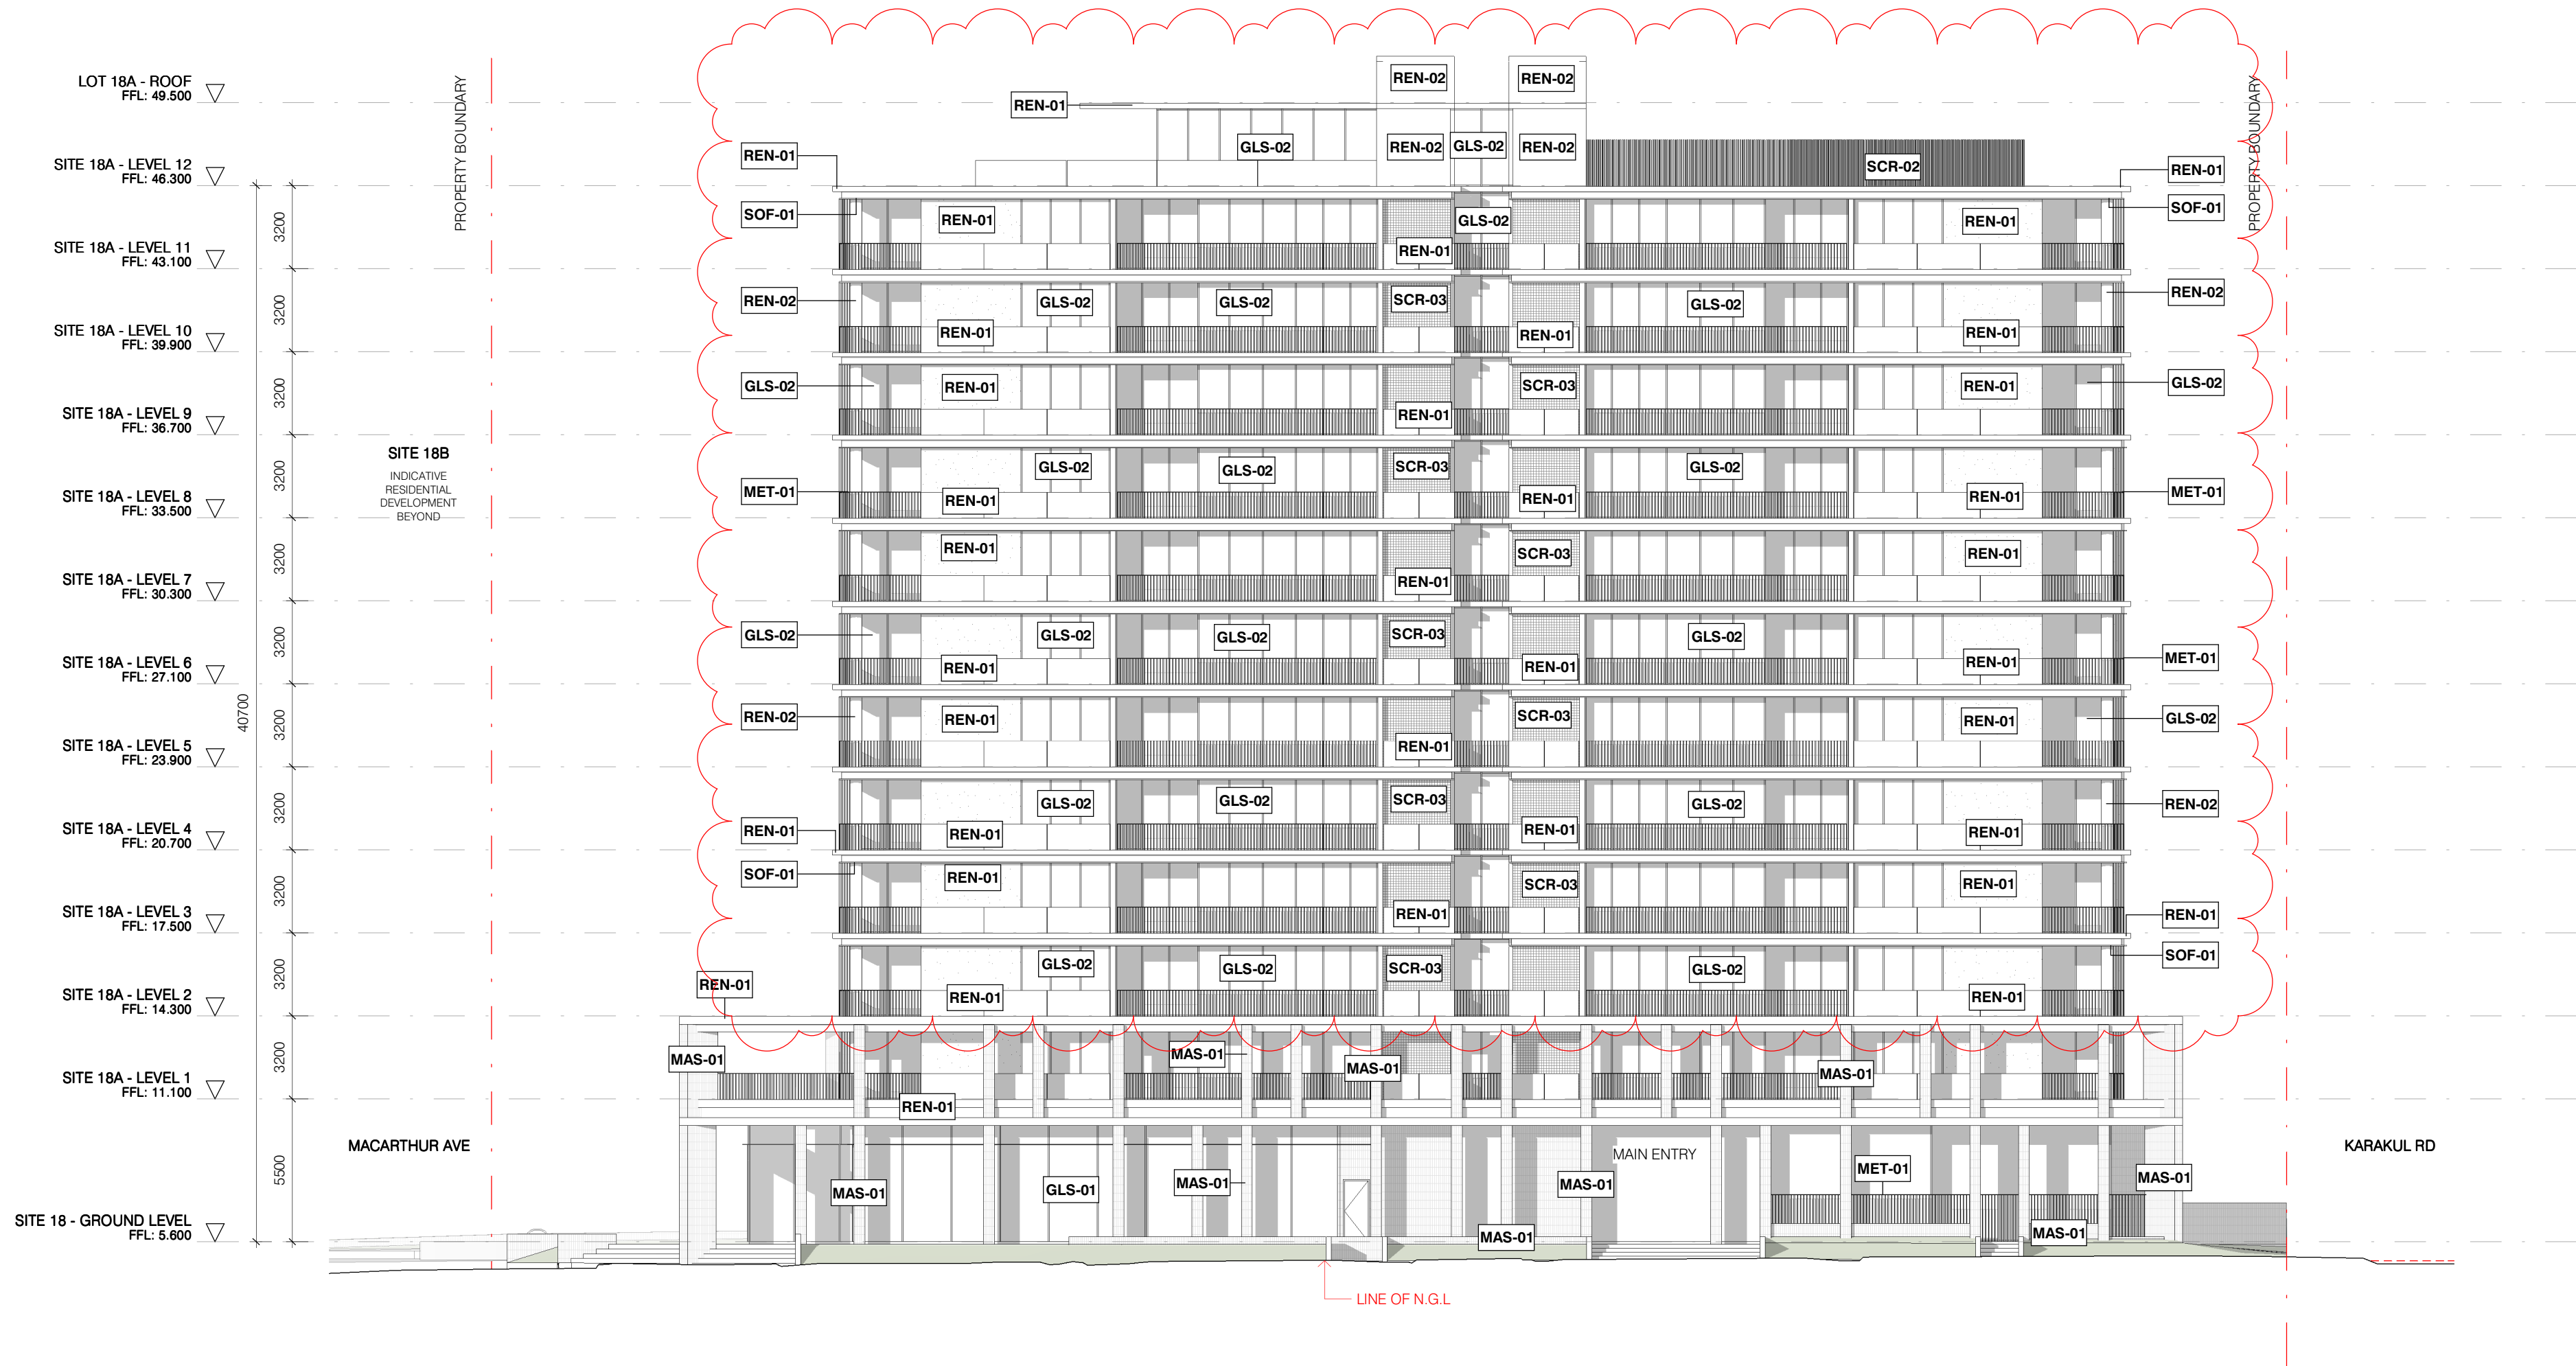 LOT 18A - ROOF
FFL: 49.500
PROPERTY BOUNDARY
PROPERTY BOUNDARY
REN-02
REN-02
REN-01
GLS-02
REN-02
GLS-02
REN-02
SITE 18A - LEVEL 12
FFL: 46.300
REN-01
SCR-02
REN-01
3200
SOF-01
REN-01
GLS-02
REN-01
REN-01
SOF-01
SITE 18A - LEVEL 11
FFL: 43.100
3200
REN-02
GLS-02
GLS-02
SCR-03
GLS-02
REN-02
REN-01
REN-01
REN-01
SITE 18A - LEVEL 10
FFL: 39.900
3200
GLS-02
REN-01
SCR-03
REN-01
GLS-02
REN-01
SITE 18A - LEVEL 9
FFL: 36.700
SITE 18B
INDICATIVE
RESIDENTIAL
DEVELOPMENT
BEYOND
3200
GLS-02
GLS-02
SCR-03
GLS-02
MET-01
REN-01
REN-01
REN-01
MET-01
SITE 18A - LEVEL 8
FFL: 33.500
3200
REN-01
SCR-03
REN-01
REN-01
SITE 18A - LEVEL 7
FFL: 30.300
3200
GLS-02
GLS-02
GLS-02
SCR-03
GLS-02
REN-01
REN-01
REN-01
MET-01
SITE 18A - LEVEL 6
FFL: 27.100
40700
3200
REN-02
REN-01
SCR-03
REN-01
GLS-02
REN-01
SITE 18A - LEVEL 5
FFL: 23.900
3200
GLS-02
GLS-02
SCR-03
GLS-02
REN-02
REN-01
REN-01
REN-01
REN-01
SITE 18A - LEVEL 4
FFL: 20.700
3200
SOF-01
REN-01
SCR-03
REN-01
REN-01
REN-01
SITE 18A - LEVEL 3
FFL: 17.500
3200
GLS-02
GLS-02
SCR-03
GLS-02
SOF-01
REN-01
REN-01
REN-01
SITE 18A - LEVEL 2
FFL: 14.300
3200
MAS-01
MAS-01
MAS-01
MAS-01
SITE 18A - LEVEL 1
FFL: 11.100
REN-01
MACARTHUR AVE
MAIN ENTRY
KARAKUL RD
5500
MAS-01
GLS-01
MAS-01
MAS-01
MET-01
MAS-01
SITE 18 - GROUND LEVEL
FFL: 5.600
MAS-01
MAS-01
LINE OF N.G.L